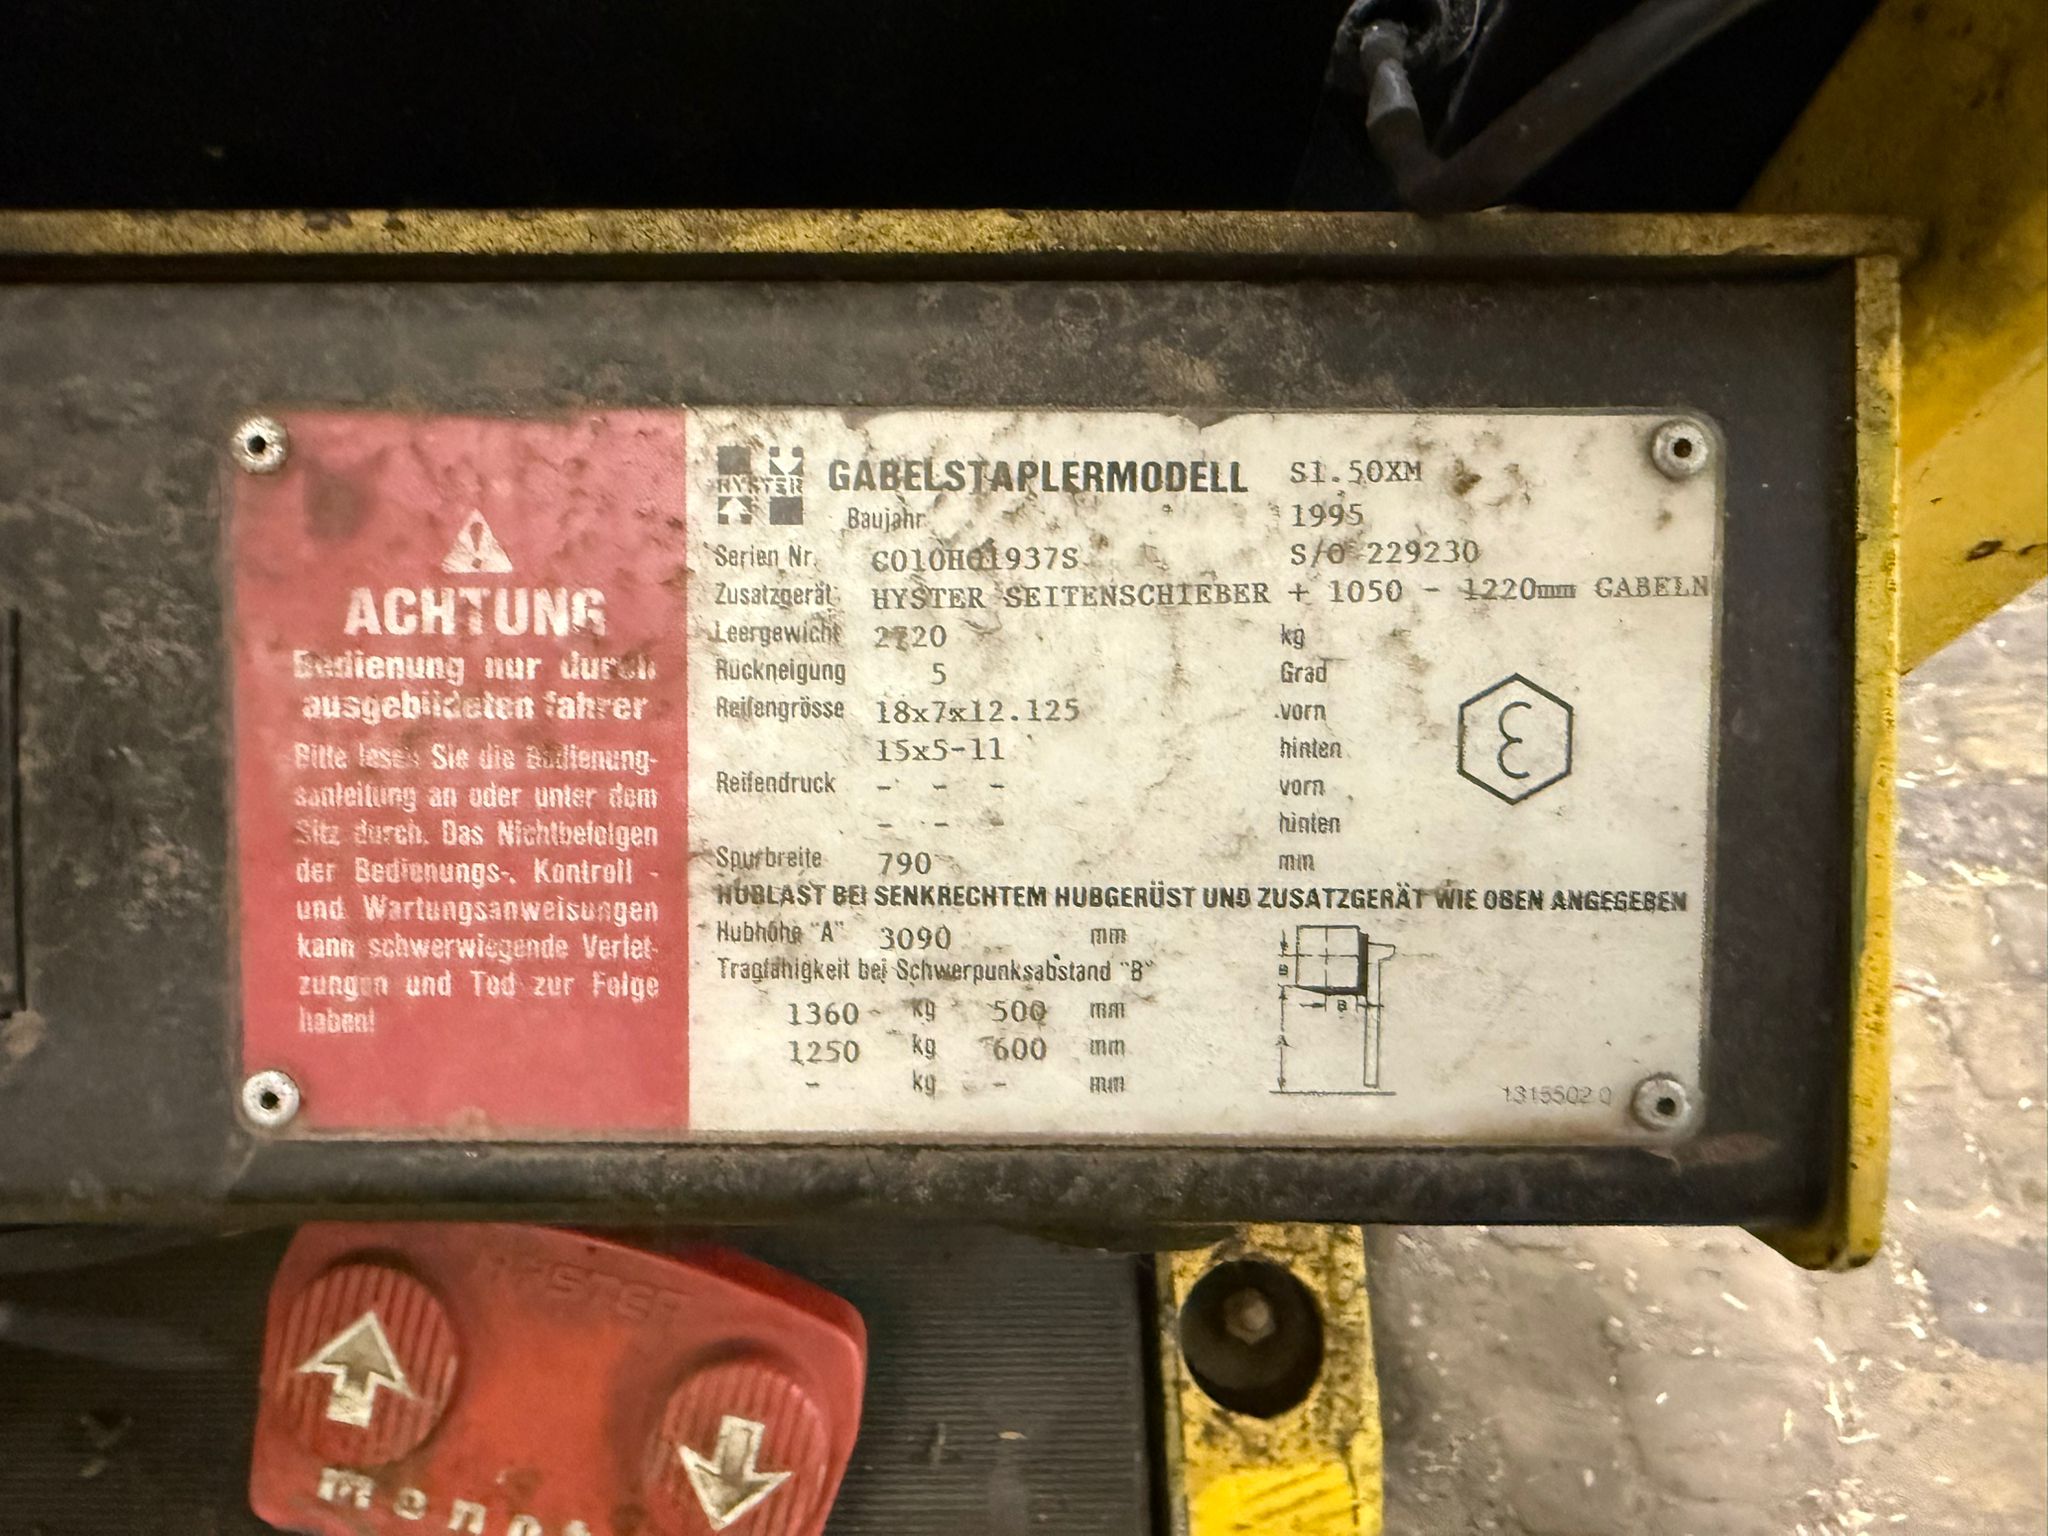 ACHTUNG
Bedienung nur durch
ausgebildeten fahrer
Bitte lesen Sie die Bedienung-
sanleitung an oder unter dem
Sitz durch. Das Nichtbefolgen
der Bedienungs-, Kontroll -
und Wartungsanweisungen
kann schwerwiegende Verlet-
zungen und Tod zur Folge
haben!
HYSTER
GABELSTAPLERMODELL S1.50XM
Baujahr 1995
Serien Nr. C010H01937S S/O 229230
Zusatzgerät HYSTER SEITENSCHIEBER + 1050 - 1220mm GABELN
Leergewicht 2720 kg
Rückneigung 5 Grad
Reifengrösse 18x7x12.125 vorn
15x5-11 hinten
Reifendruck - - - vorn
- - - hinten
Spurbreite 790 mm
HUBLAST BEI SENKRECHTEM HUBGERÜST UND ZUSATZGERÄT WIE OBEN ANGEGEBEN
Hubhöhe "A" 3090 mm
Tragfähigkeit bei Schwerpunksabstand "B"
1360 kg 500 mm
1250 kg 600 mm
- kg - mm
B
B
A
1315502 0
HYSTER